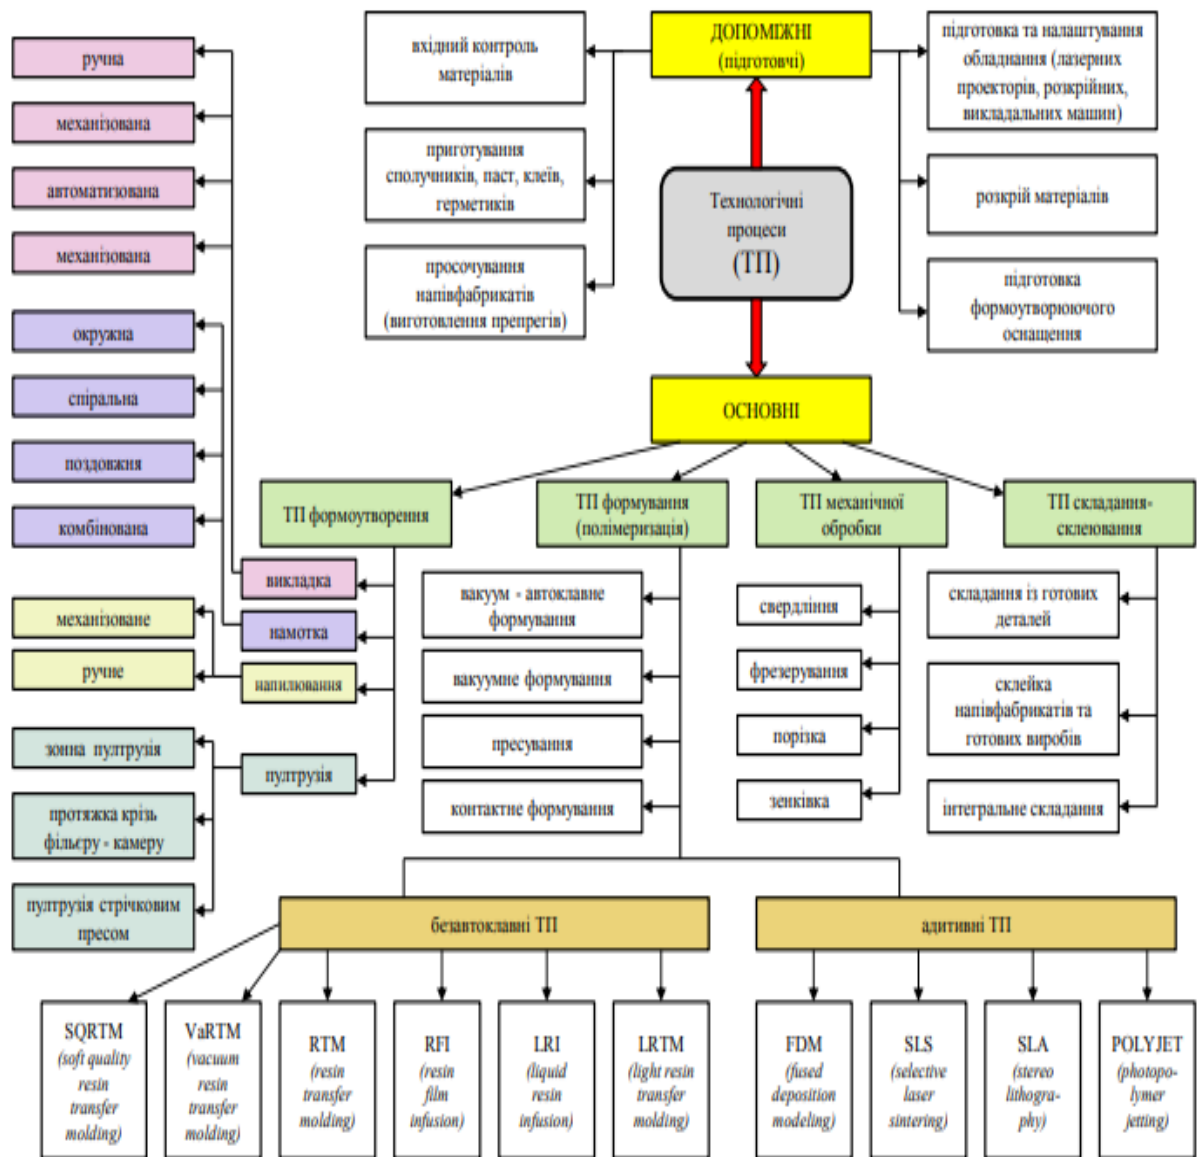 ДОПОМІЖНІ
(підготовчі)
вхідний контроль
матеріалів
приготування
сполучників, паст, клеїв,
герметиків
просочування
напівфабрикатів
(виготовлення препрегів)
підготовка та налаштування
обладнання (лазерних
проекторів, розкрійних,
викладальних машин)
розкрій матеріалів
підготовка
формоутворюючого
оснащення
Технологічні
процеси
(ТП)
ОСНОВНІ
ручна
механізована
автоматизована
механізована
окружна
спіральна
поздовжня
комбінована
механізоване
ручне
зонна пултрузія
протяжка крізь
фільєру - камеру
пултрузія стрічковим
пресом
ТП формоутворення
викладка
намотка
напилювання
пултрузія
ТП формування
(полімеризація)
вакуум - автоклавне
формування
вакуумне формування
пресування
контактне формування
ТП механічної
обробки
свердління
фрезерування
порізка
зенківка
ТП складання-
склеювання
складання із готових
деталей
склейка
напівфабрикатів та
готових виробів
інтегральне складання
безавтоклавні ТП
адитивні ТП
SQRTM
(soft quality
resin
transfer
molding)
VaRTM
(vacuum
resin
transfer
molding)
RTM
(resin
transfer
molding)
RFI
(resin
film
infusion)
LRI
(liquid
resin
infusion)
LRTM
(light resin
transfer
molding)
FDM
(fused
deposition
modeling)
SLS
(selective
laser
sintering)
SLA
(stereo
lithogra-
phy)
POLYJET
(photopo-
lymer
jetting)